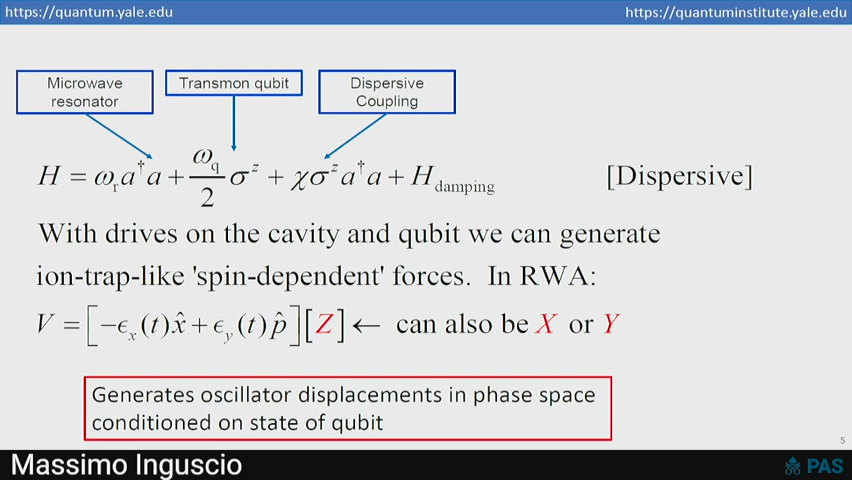 https://quantum.yale.edu
https://quantuminstitute.yale.edu
Microwave
resonator
Transmon qubit
Dispersive
Coupling
H = ω_r a†a + ω_q/2 σ^z + χσ^z a†a + H_damping [Dispersive]
With drives on the cavity and qubit we can generate
ion-trap-like 'spin-dependent' forces. In RWA:
V = [−ϵ_x(t)x̂ + ϵ_y(t)p̂][Z] ← can also be X or Y
Generates oscillator displacements in phase space
conditioned on state of qubit
5
Massimo Inguscio
PAS